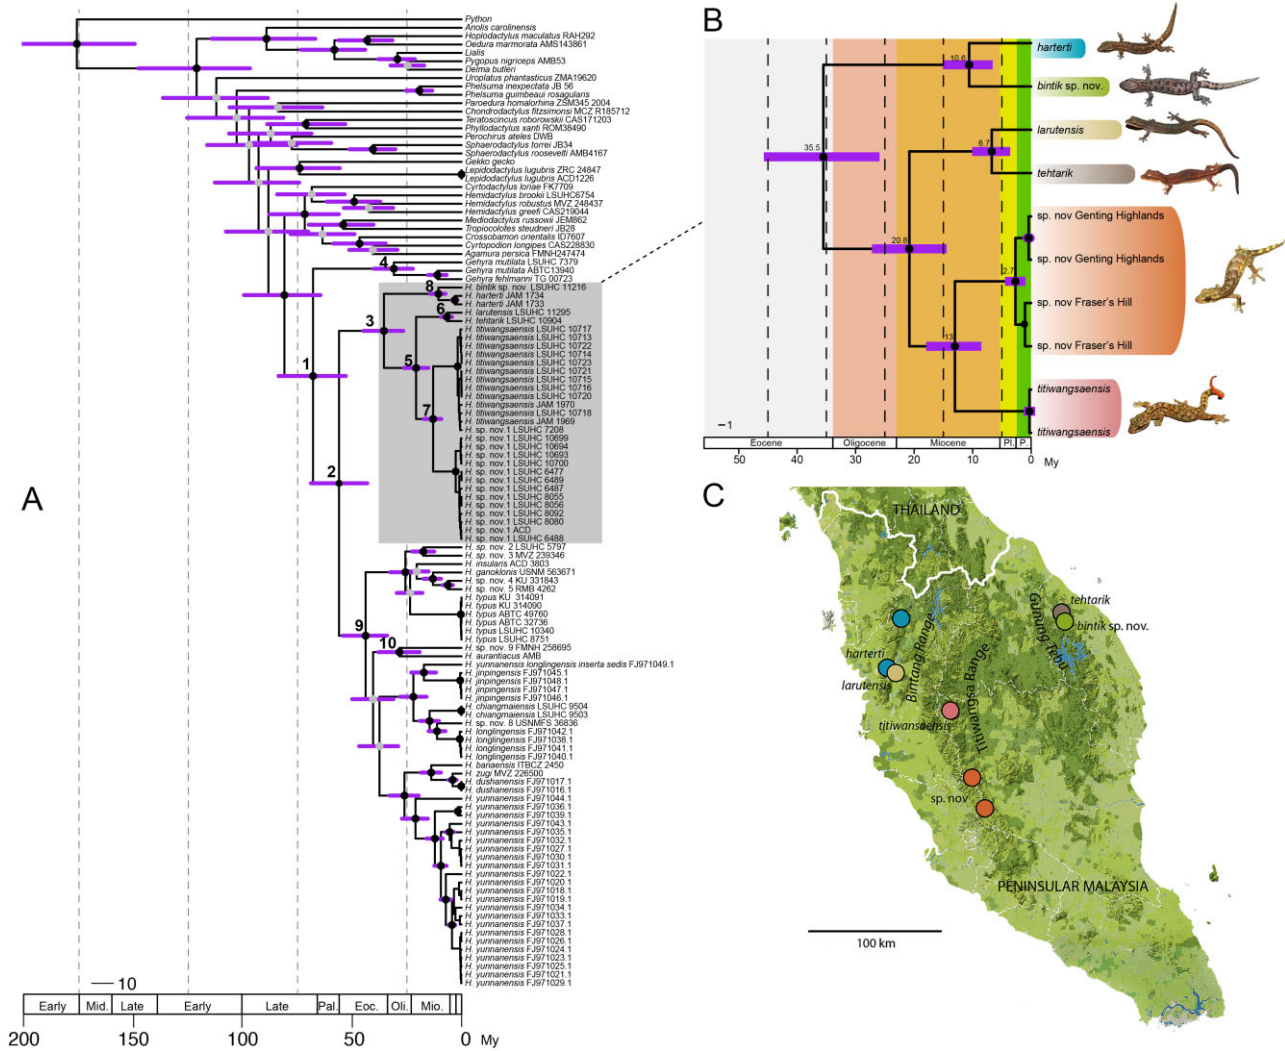 A
Python
Anolis carolinensis
Hoplodactylus maculatus RAH292
Oedura marmorata AMS143861
Lialis
Pygopus nigriceps AMB53
Delma butleri
Uroplatus phantasticus ZMA19620
Phelsuma inexpectata JB 56
Phelsuma guimbeaui rosagularis
Paroedura homalorhina ZSM345 2004
Chondrodactylus fitzsimonsi MCZ R185712
Teratoscincus roborowskii CAS171203
Phyllodactylus xanti ROM38490
Perochirus ateles DWB
Sphaerodactylus torrei JB34
Sphaerodactylus roosevelti AMB4167
Gekko gecko
Lepidodactylus lugubris ZRC 24847
Lepidodactylus lugubris ACD1226
Cyrtodactylus loriae FK7709
Hemidactylus brookii LSUHC6754
Hemidactylus robustus MVZ 248437
Hemidactylus greefi CAS219044
Mediodactylus russowii JEM862
Tropiocolotes steudneri JB28
Crossobamon orientalis ID7607
Cyrtopodion longipes CAS228830
Agamura persica FMNH247474
Gehyra mutilata LSUHC 7379
Gehyra mutilata ABTC13940
Gehyra fehlmanni TG 00723
H. bintik sp. nov. LSUHC 11216
H. harterti JAM 1734
H. harterti JAM 1733
H. larutensis LSUHC 11295
H. tehtarik LSUHC 10904
H. titiwangsaensis LSUHC 10717
H. titiwangsaensis LSUHC 10713
H. titiwangsaensis LSUHC 10722
H. titiwangsaensis LSUHC 10714
H. titiwangsaensis LSUHC 10723
H. titiwangsaensis LSUHC 10721
H. titiwangsaensis LSUHC 10715
H. titiwangsaensis LSUHC 10716
H. titiwangsaensis LSUHC 10720
H. titiwangsaensis JAM 1970
H. titiwangsaensis LSUHC 10718
H. titiwangsaensis JAM 1969
H. sp. nov.1 LSUHC 7208
H. sp. nov.1 LSUHC 10699
H. sp. nov.1 LSUHC 10694
H. sp. nov.1 LSUHC 10693
H. sp. nov.1 LSUHC 10700
H. sp. nov.1 LSUHC 6477
H. sp. nov.1 LSUHC 6489
H. sp. nov.1 LSUHC 6487
H. sp. nov.1 LSUHC 8055
H. sp. nov.1 LSUHC 8056
H. sp. nov.1 LSUHC 8092
H. sp. nov.1 LSUHC 8080
H. sp. nov.1 ACD
H. sp. nov.1 LSUHC 6488
H. sp. nov. 2 LSUHC 5797
H. sp. nov. 3 MVZ 239346
H. insularis ACD 3803
H. ganoklonis USNM 563671
H. sp. nov. 4 KU 331843
H. sp. nov. 5 RMB 4262
H. typus KU 314091
H. typus KU 314090
H. typus ABTC 49760
H. typus ABTC 32736
H. typus LSUHC 10340
H. typus LSUHC 8751
H. sp. nov. 9 FMNH 258695
H. aurantiacus AMB
H. yunnanensis longlingensis inserta sedis FJ971049.1
H. jinpingensis FJ971045.1
H. jinpingensis FJ971048.1
H. jinpingensis FJ971047.1
H. jinpingensis FJ971046.1
H. chiangmaiensis LSUHC 9504
H. chiangmaiensis LSUHC 9503
H. sp. nov. 8 USNMFS 36836
H. longlingensis FJ971042.1
H. longlingensis FJ971038.1
H. longlingensis FJ971041.1
H. longlingensis FJ971040.1
H. banaensis ITBCZ 2450
H. zugi MVZ 226500
H. dushanensis FJ971017.1
H. dushanensis FJ971016.1
H. yunnanensis FJ971044.1
H. yunnanensis FJ971036.1
H. yunnanensis FJ971039.1
H. yunnanensis FJ971043.1
H. yunnanensis FJ971035.1
H. yunnanensis FJ971032.1
H. yunnanensis FJ971027.1
H. yunnanensis FJ971030.1
H. yunnanensis FJ971031.1
H. yunnanensis FJ971022.1
H. yunnanensis FJ971020.1
H. yunnanensis FJ971018.1
H. yunnanensis FJ971019.1
H. yunnanensis FJ971034.1
H. yunnanensis FJ971033.1
H. yunnanensis FJ971037.1
H. yunnanensis FJ971028.1
H. yunnanensis FJ971026.1
H. yunnanensis FJ971024.1
H. yunnanensis FJ971023.1
H. yunnanensis FJ971025.1
H. yunnanensis FJ971021.1
H. yunnanensis FJ971029.1
4
8
6
3
5
1
7
2
9
10
10
Early Mid. Late Early Late Pal. Eoc. Oli. Mio.
200 150 100 50 0 My
B
harterti
bintik sp. nov.
larutensis
tehtarik
sp. nov Genting Highlands
sp. nov Genting Highlands
sp. nov Fraser's Hill
sp. nov Fraser's Hill
titiwangsaensis
titiwangsaensis
10.6
35.5
6.7
20.8
2.7
13
1
Eocene Oligocene Miocene Pl. P.
50 40 30 20 10 0 My
C
THAILAND
tehtarik
bintik sp. nov.
Gunung Tebu
harterti
Bintang Range
larutensis
Titiwangsa Range
titiwansaensis
sp. nov
PENINSULAR MALAYSIA
100 km